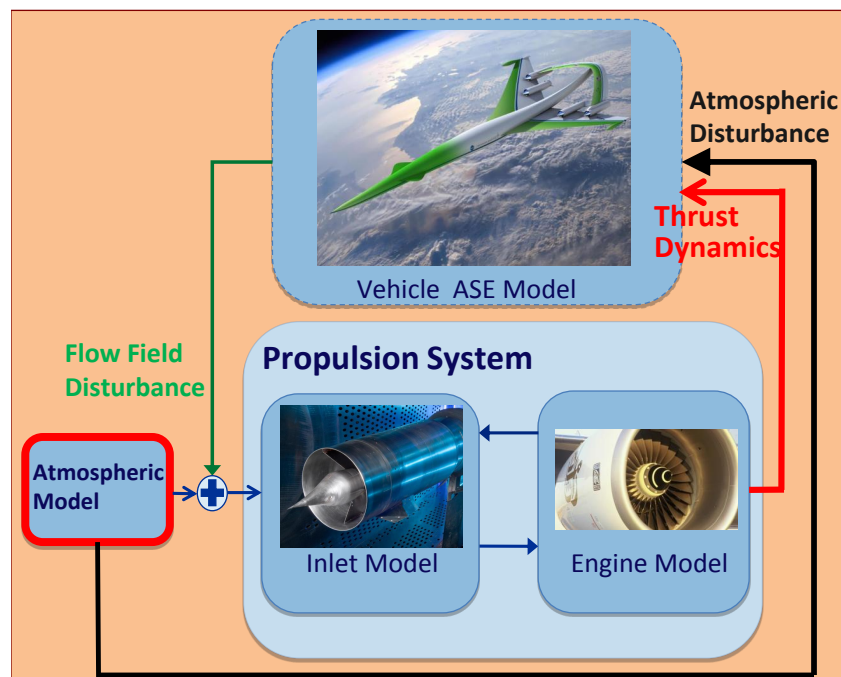 Atmospheric
Disturbance
Thrust
Dynamics
Vehicle ASE Model
Flow Field
Disturbance
Propulsion System
Atmospheric
Model
Inlet Model
Engine Model